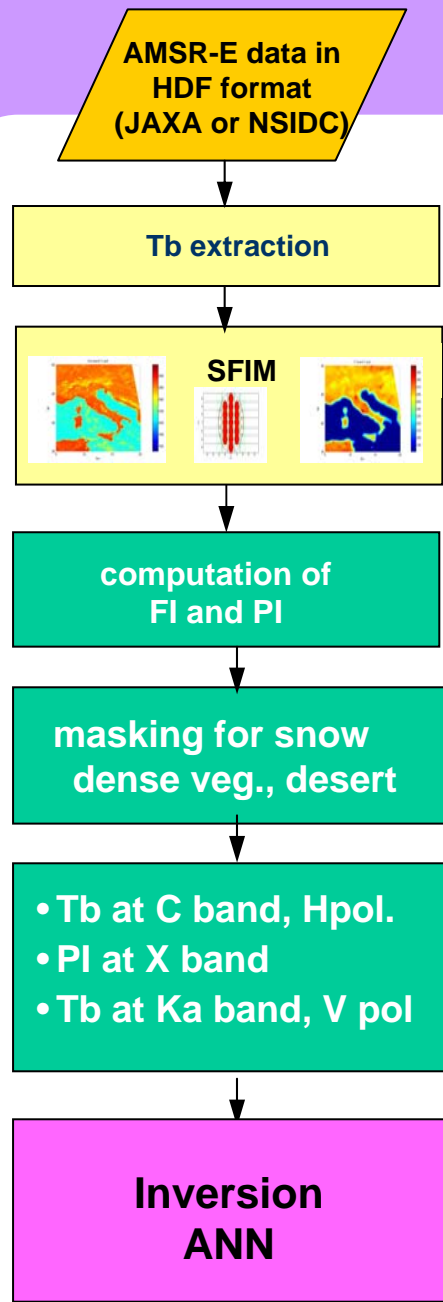 AMSR-E data in
HDF format
(JAXA or NSIDC)
Tb extraction
SFIM
computation of
FI and PI
masking for snow
dense veg., desert
• Tb at C band, Hpol.
• PI at X band
• Tb at Ka band, V pol
Inversion
ANN